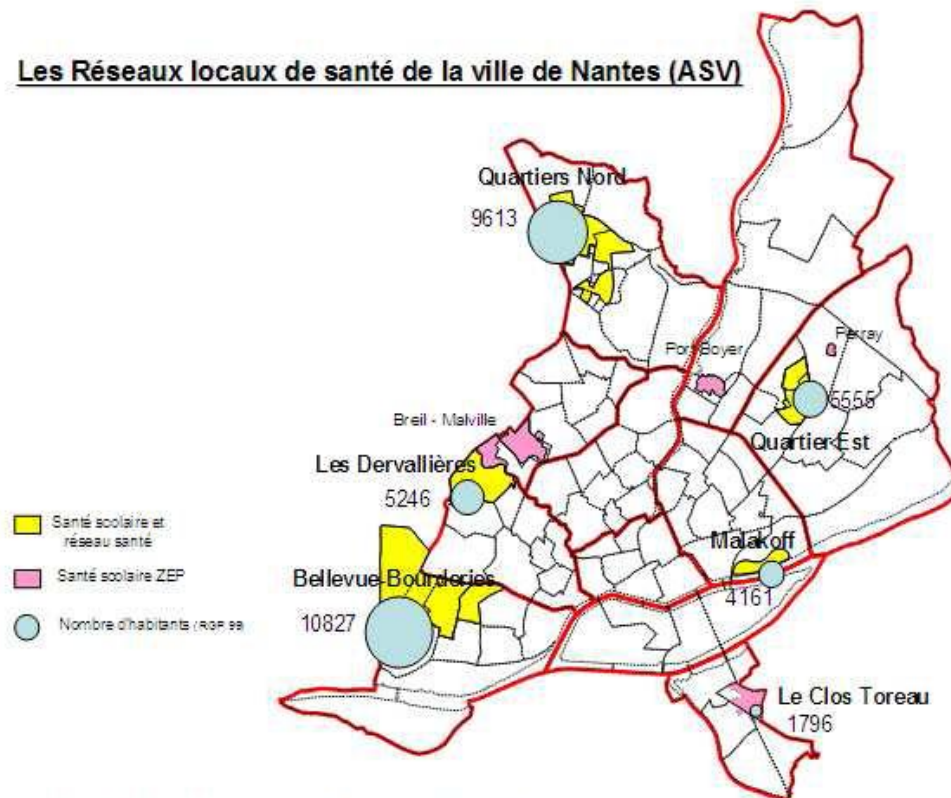 Les Réseaux locaux de santé de la ville de Nantes (ASV)
Quartiers Nord
9613
Perray
Port Boyer
5555
Breil - Malville
Quartier Est
Les Dervallières
5246
Santé scolaire et
réseau santé
Malakoff
Santé scolaire ZEP
Bellevue-Bourderies
4161
Nombre d'habitants (RGP 99)
10827
Le Clos Toreau
1796